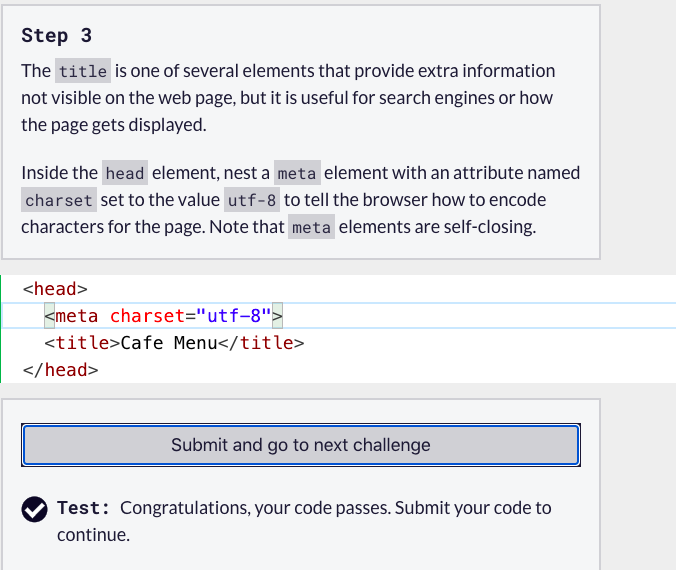 Step 3
The title is one of several elements that provide extra information
not visible on the web page, but it is useful for search engines or how
the page gets displayed.
Inside the head element, nest a meta element with an attribute named
charset set to the value utf-8 to tell the browser how to encode
characters for the page. Note that meta elements are self-closing.
<head>
<meta charset="utf-8">
<title>Cafe Menu</title>
</head>
Submit and go to next challenge
Test: Congratulations, your code passes. Submit your code to
continue.